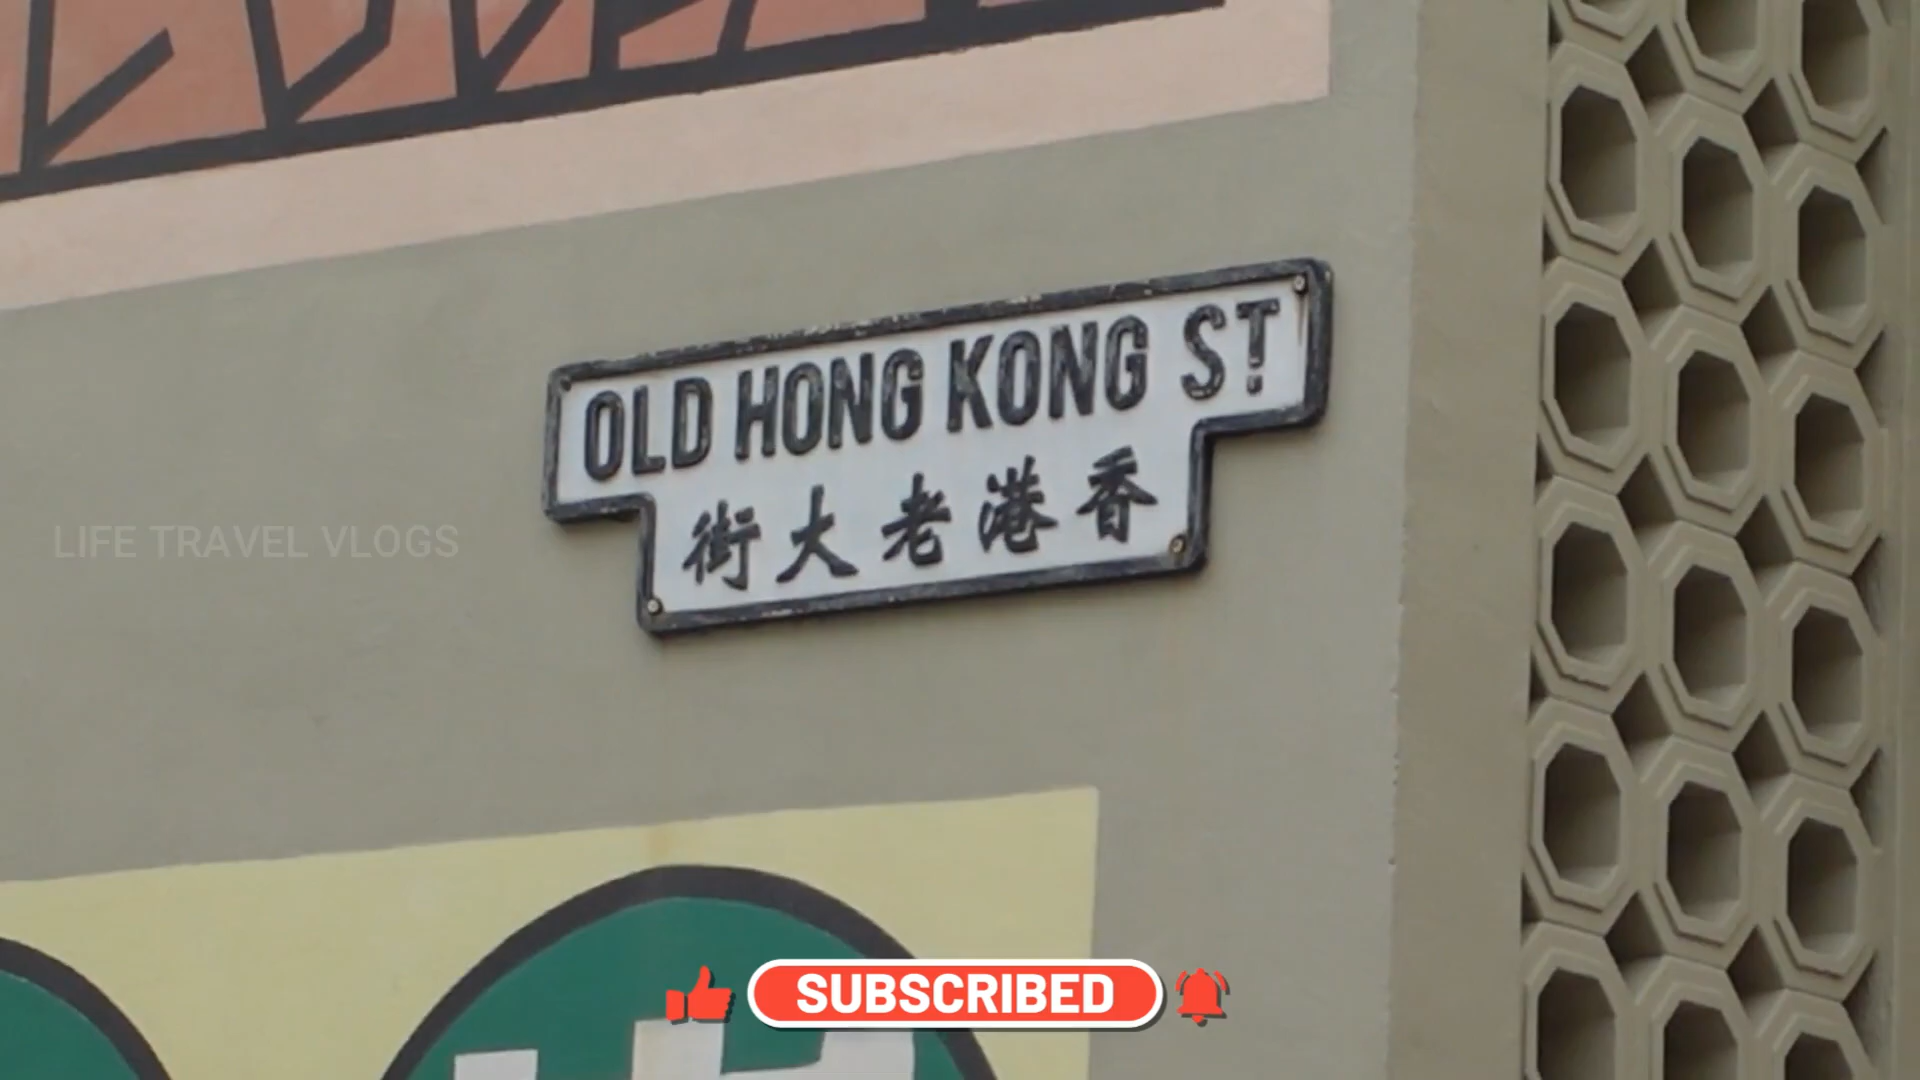 OLD HONG KONG ST.
街大老港香
LIFE TRAVEL VLOGS
SUBSCRIBED